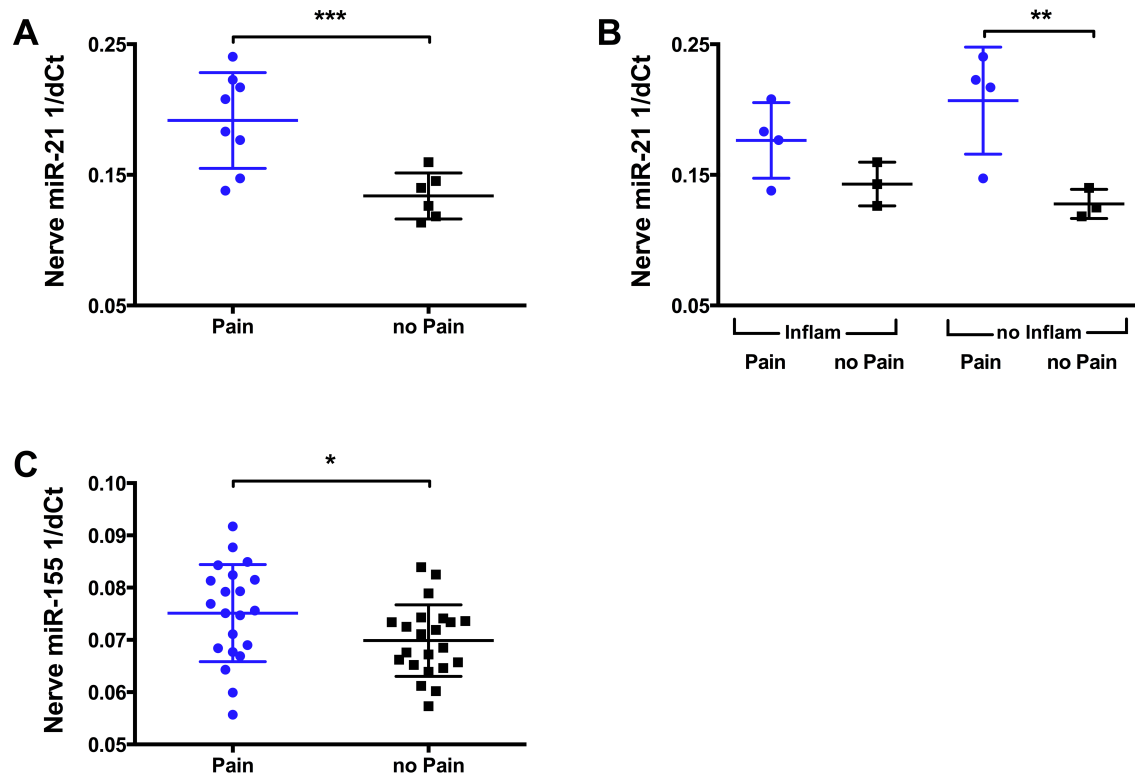 A
***
Nerve miR-21 1/dCt
0.25
0.15
0.05
Pain no Pain
B
**
Nerve miR-21 1/dCt
0.25
0.15
0.05
Inflam no Inflam
Pain no Pain Pain no Pain
C
*
Nerve miR-155 1/dCt
0.10
0.09
0.08
0.07
0.06
0.05
Pain no Pain